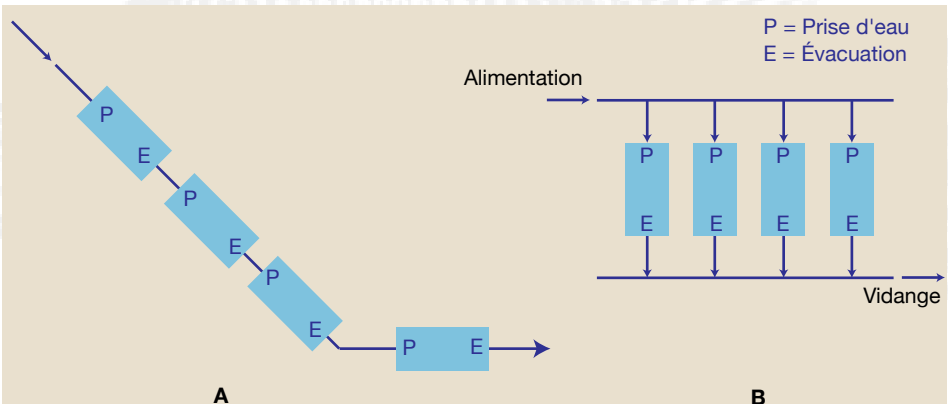 P = Prise d'eau
E = Évacuation
Alimentation
P
E
P
E
P
E
P E
P P P P
E E E E
Vidange
A
B